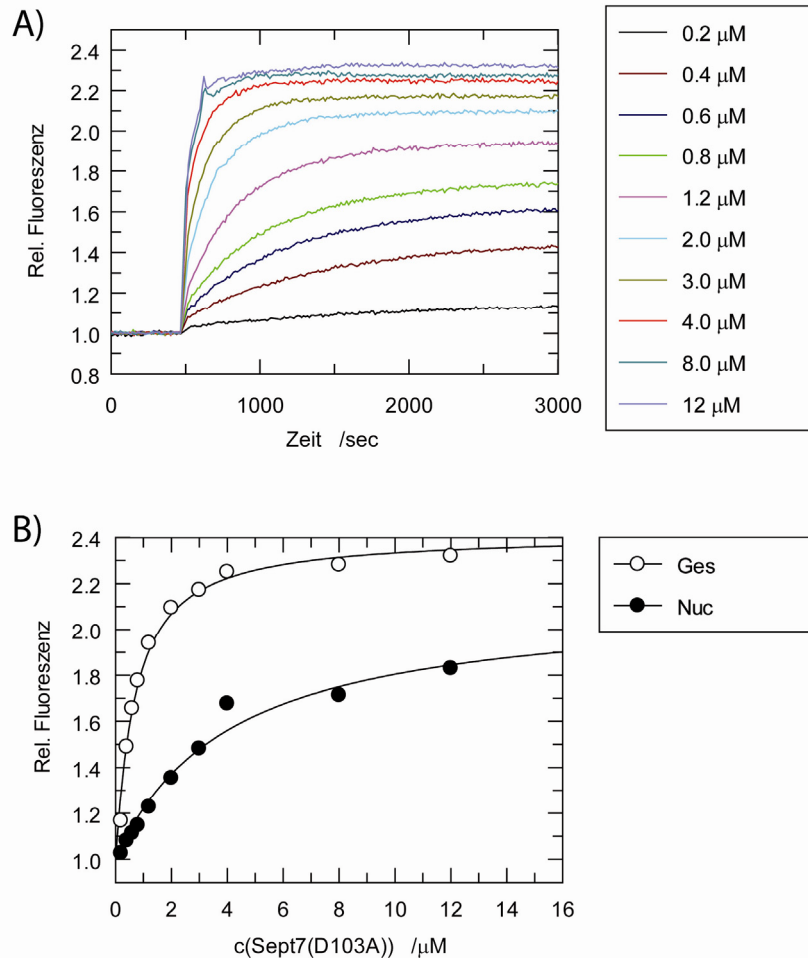 A)
Rel. Fluoreszenz
2.4
2.2
2.0
1.8
1.6
1.4
1.2
1.0
0.8
0 1000 2000 3000
Zeit /sec
0.2 μM
0.4 μM
0.6 μM
0.8 μM
1.2 μM
2.0 μM
3.0 μM
4.0 μM
8.0 μM
12 μM
B)
Rel. Fluoreszenz
2.4
2.2
2.0
1.8
1.6
1.4
1.2
1.0
0 2 4 6 8 10 12 14 16
c(Sept7(D103A)) /μM
Ges
Nuc